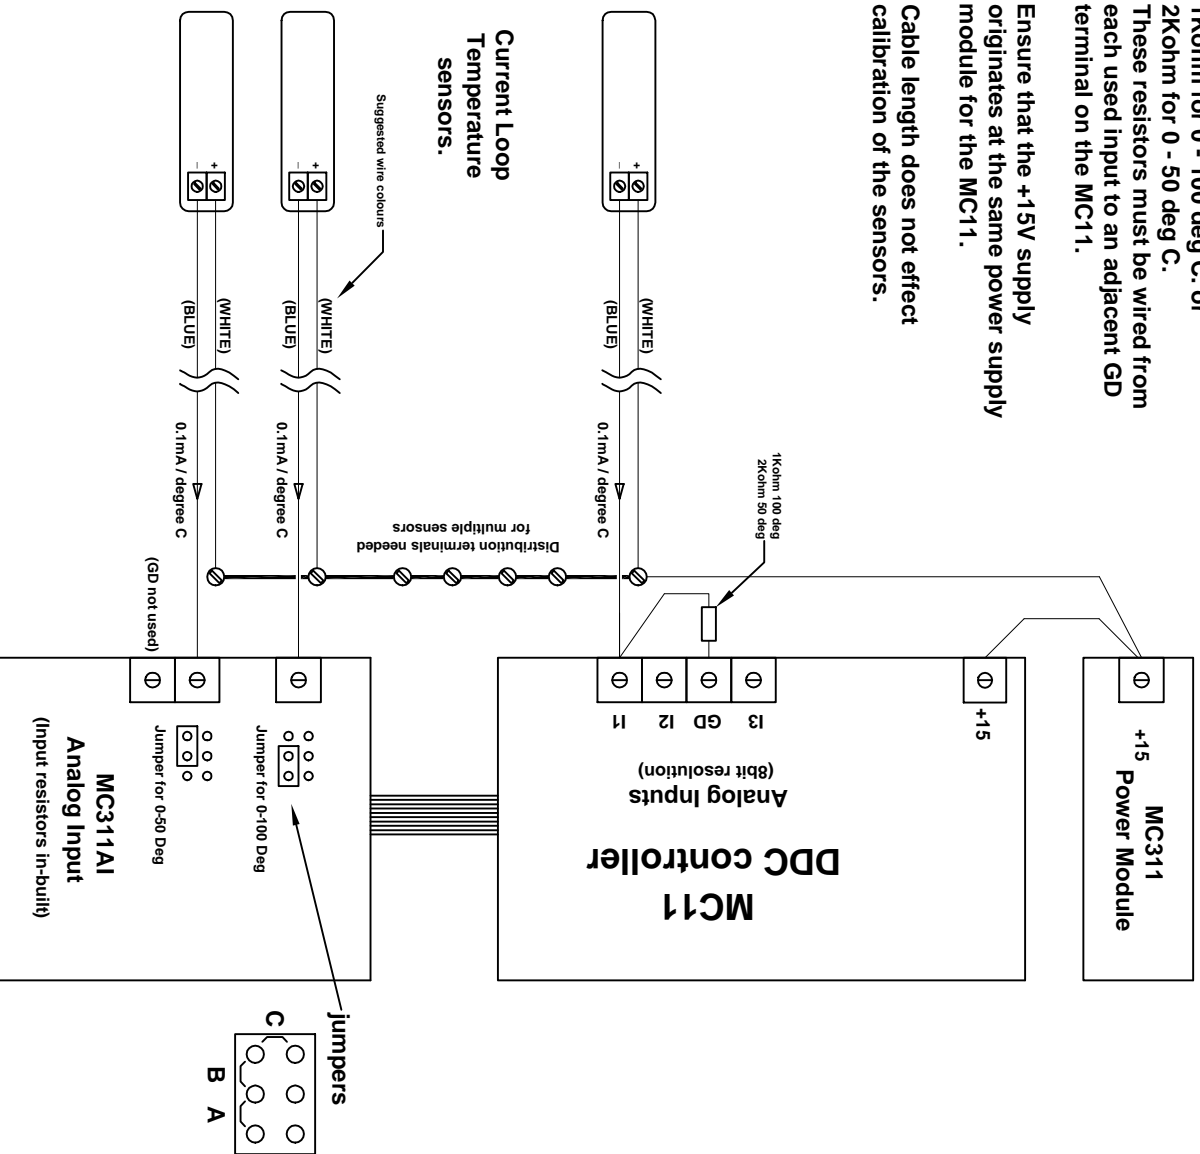 1Kohm for 0 - 100 deg C. or
2Kohm for 0 - 50 deg C.
These resistors must be wired from
each used input to an adjacent GD
terminal on the MC11.
Ensure that the +15V supply
originates at the same power supply
module for the MC11.
Cable length does not effect
calibration of the sensors.
Current Loop
Temperature
sensors.
Suggested wire colours
+
-
+
-
+
-
(WHITE)
(BLUE)
(WHITE)
(BLUE)
(WHITE)
(BLUE)
0.1mA / degree C
0.1mA / degree C
0.1mA / degree C
1Kohm 100 deg
2Kohm 50 deg
Distribution terminals needed
for multiple sensors
(GD not used)
+15
MC311
Power Module
+15
I3
GD
I2
I1
Analog Inputs
(8bit resolution)
MC11
DDC controller
Jumper for 0-100 Deg
Jumper for 0-50 Deg
MC311AI
Analog Input
(Input resistors in-built)
jumpers
C
B
A